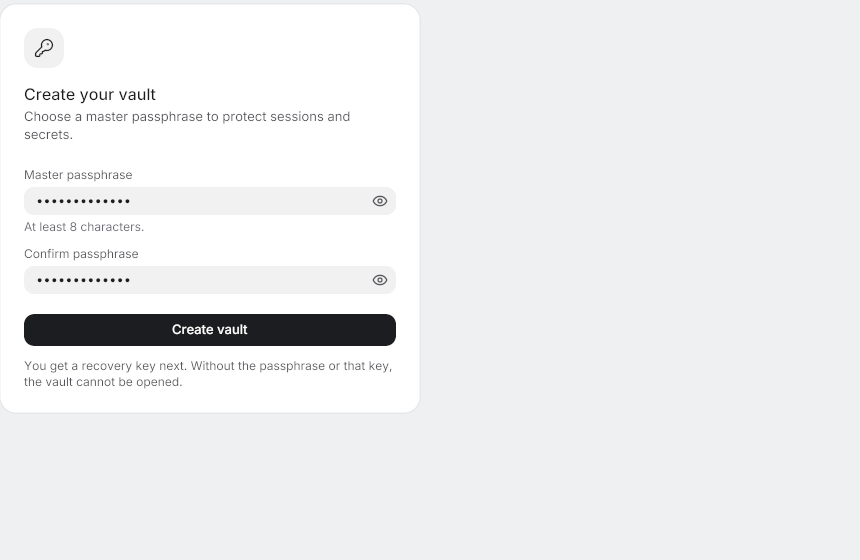 Create your vault
Choose a master passphrase to protect sessions and
secrets.
Master passphrase
•••••••••••••
At least 8 characters.
Confirm passphrase
•••••••••••••
Create vault
You get a recovery key next. Without the passphrase or that key,
the vault cannot be opened.